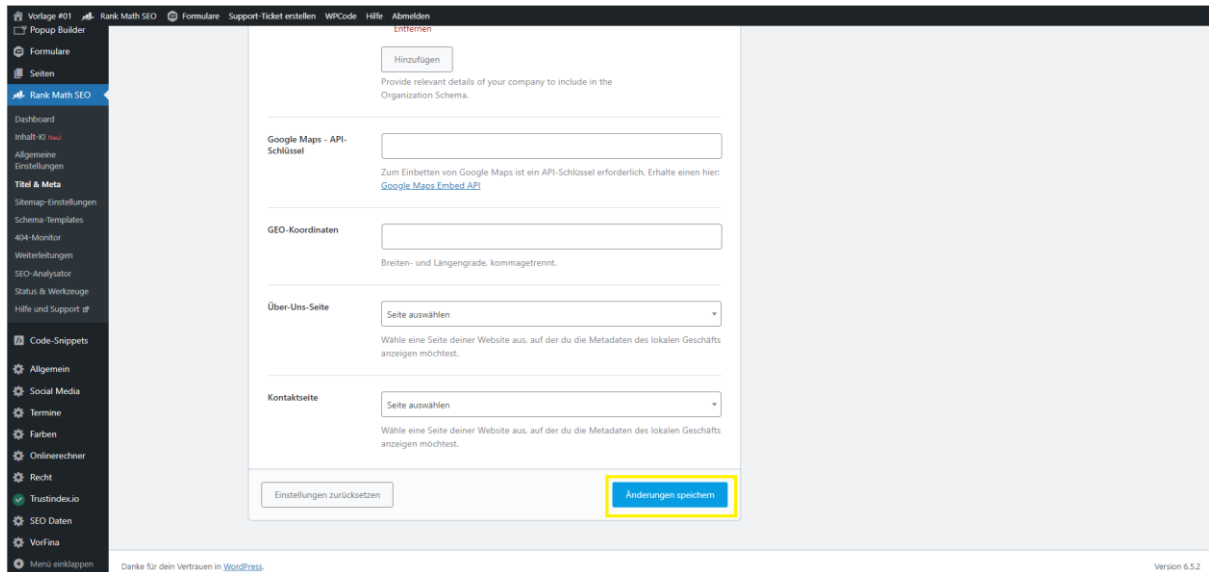 Vorlage #01 Rank Math SEO Formulare Support-Ticket erstellen WPCode Hilfe Abmelden
Popup Builder
Formulare
Seiten
Rank Math SEO
Dashboard
Inhalt-KI Neu!
Allgemeine
Einstellungen
Titel & Meta
Sitemap-Einstellungen
Schema-Templates
404-Monitor
Weiterleitungen
SEO-Analysator
Status & Werkzeuge
Hilfe und Support
Code-Snippets
Allgemein
Social Media
Termine
Farben
Onlinerechner
Recht
Trustindex.io
SEO Daten
VorFina
Menü einklappen
Entfernen
Hinzufügen
Provide relevant details of your company to include in the
Organization Schema.
Google Maps - API-
Schlüssel
Zum Einbetten von Google Maps ist ein API-Schlüssel erforderlich. Erhalte einen hier:
Google Maps Embed API
GEO-Koordinaten
Breiten- und Längengrade, kommagetrennt.
Über-Uns-Seite
Seite auswählen
Wähle eine Seite deiner Website aus, auf der du die Metadaten des lokalen Geschäfts
anzeigen möchtest.
Kontaktseite
Seite auswählen
Wähle eine Seite deiner Website aus, auf der du die Metadaten des lokalen Geschäfts
anzeigen möchtest.
Einstellungen zurücksetzen
Änderungen speichern
Danke für dein Vertrauen in WordPress.
Version 6.5.2